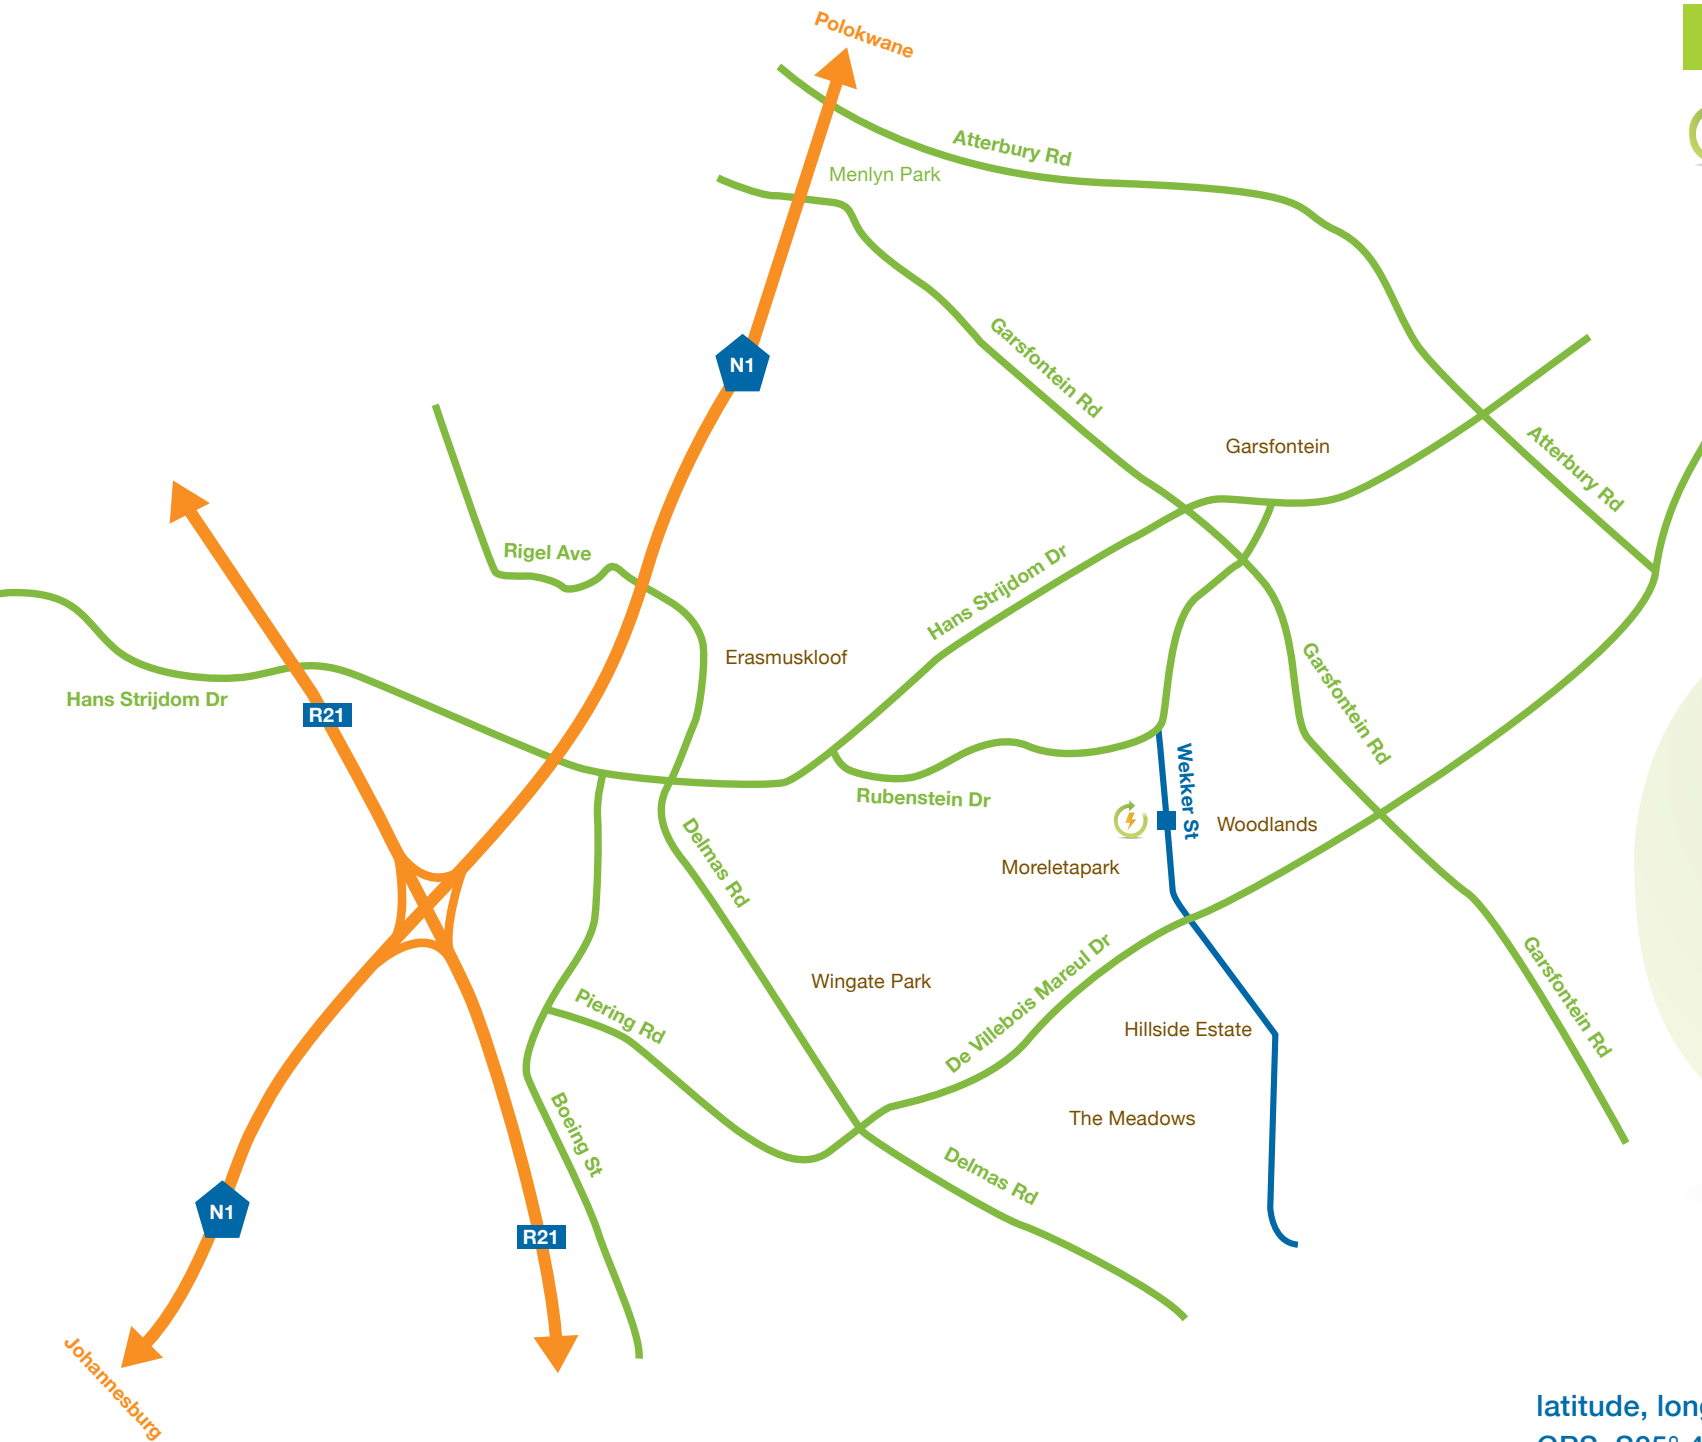 Polokwane
Atterbury Rd
Menlyn Park
Garsfontein Rd
N1
Garsfontein
Atterbury Rd
Rigel Ave
Hans Strijdom Dr
Erasmuskloof
Garsfontein Rd
Hans Strijdom Dr
R21
Wekker St
Rubenstein Dr
Woodlands
Delmas Rd
Moreletapark
Wingate Park
De Villebois Mareul Dr
Garsfontein Rd
Piering Rd
Hillside Estate
Boeing St
The Meadows
Delmas Rd
N1
R21
Johannesburg
latitude,